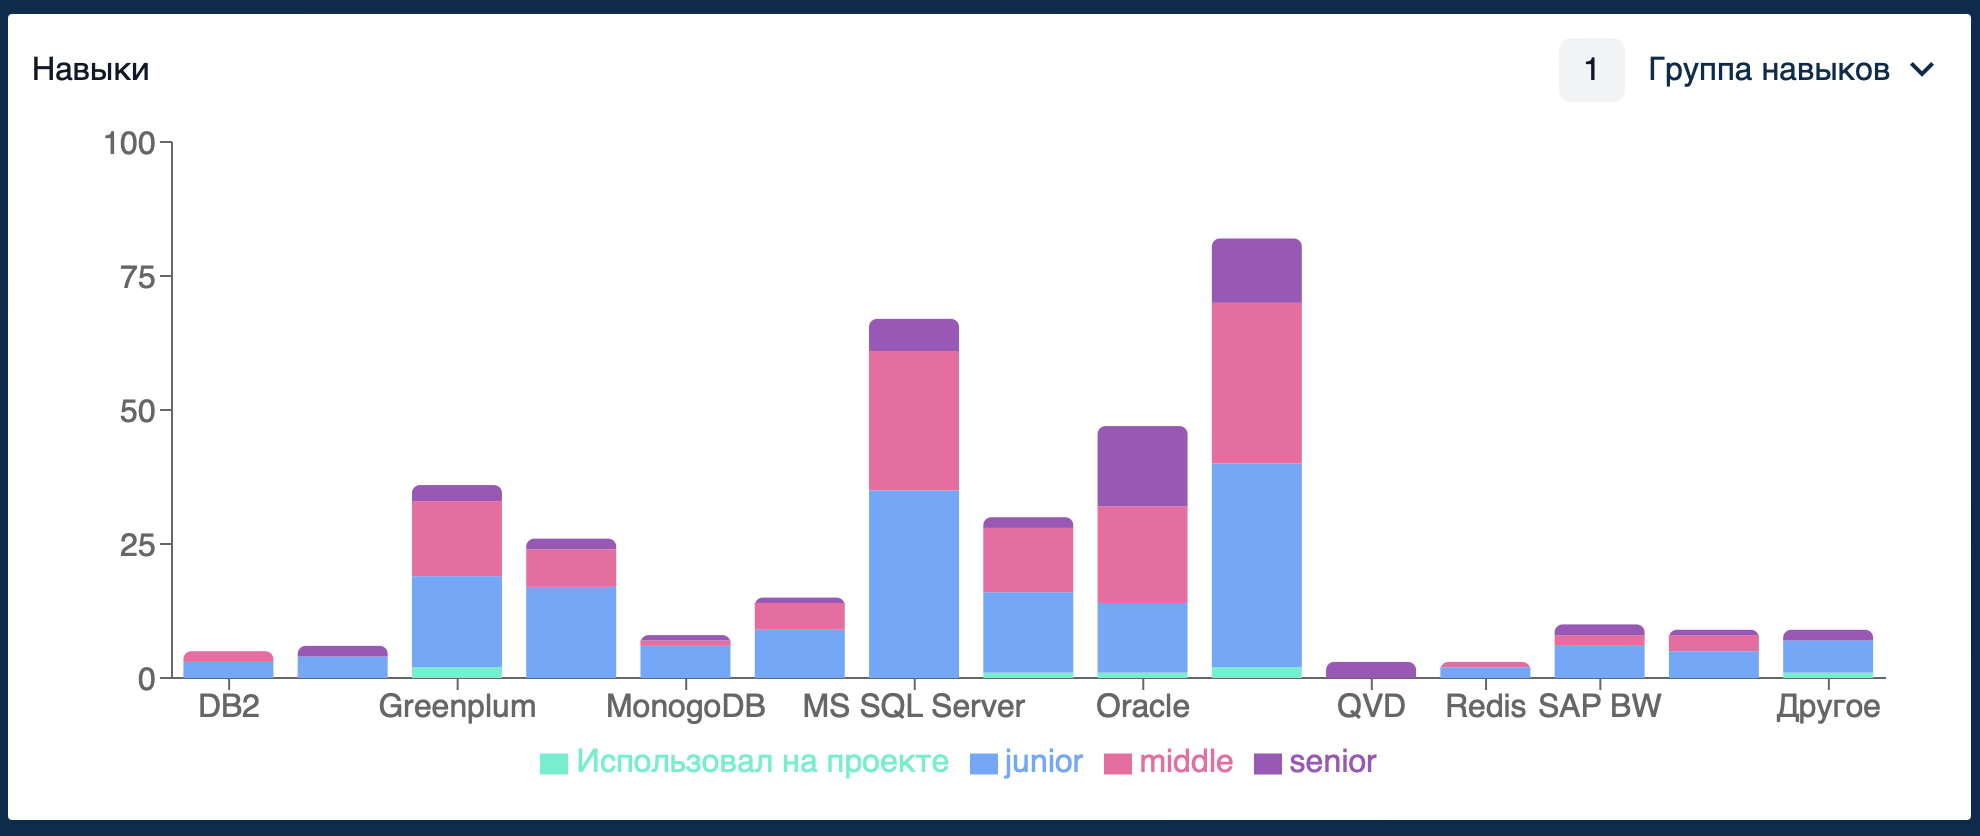 Навыки
1 Группа навыков
100
75
50
25
0
DB2 Greenplum MonogoDB MS SQL Server Oracle QVD Redis SAP BW Другое
Использовал на проекте junior middle senior